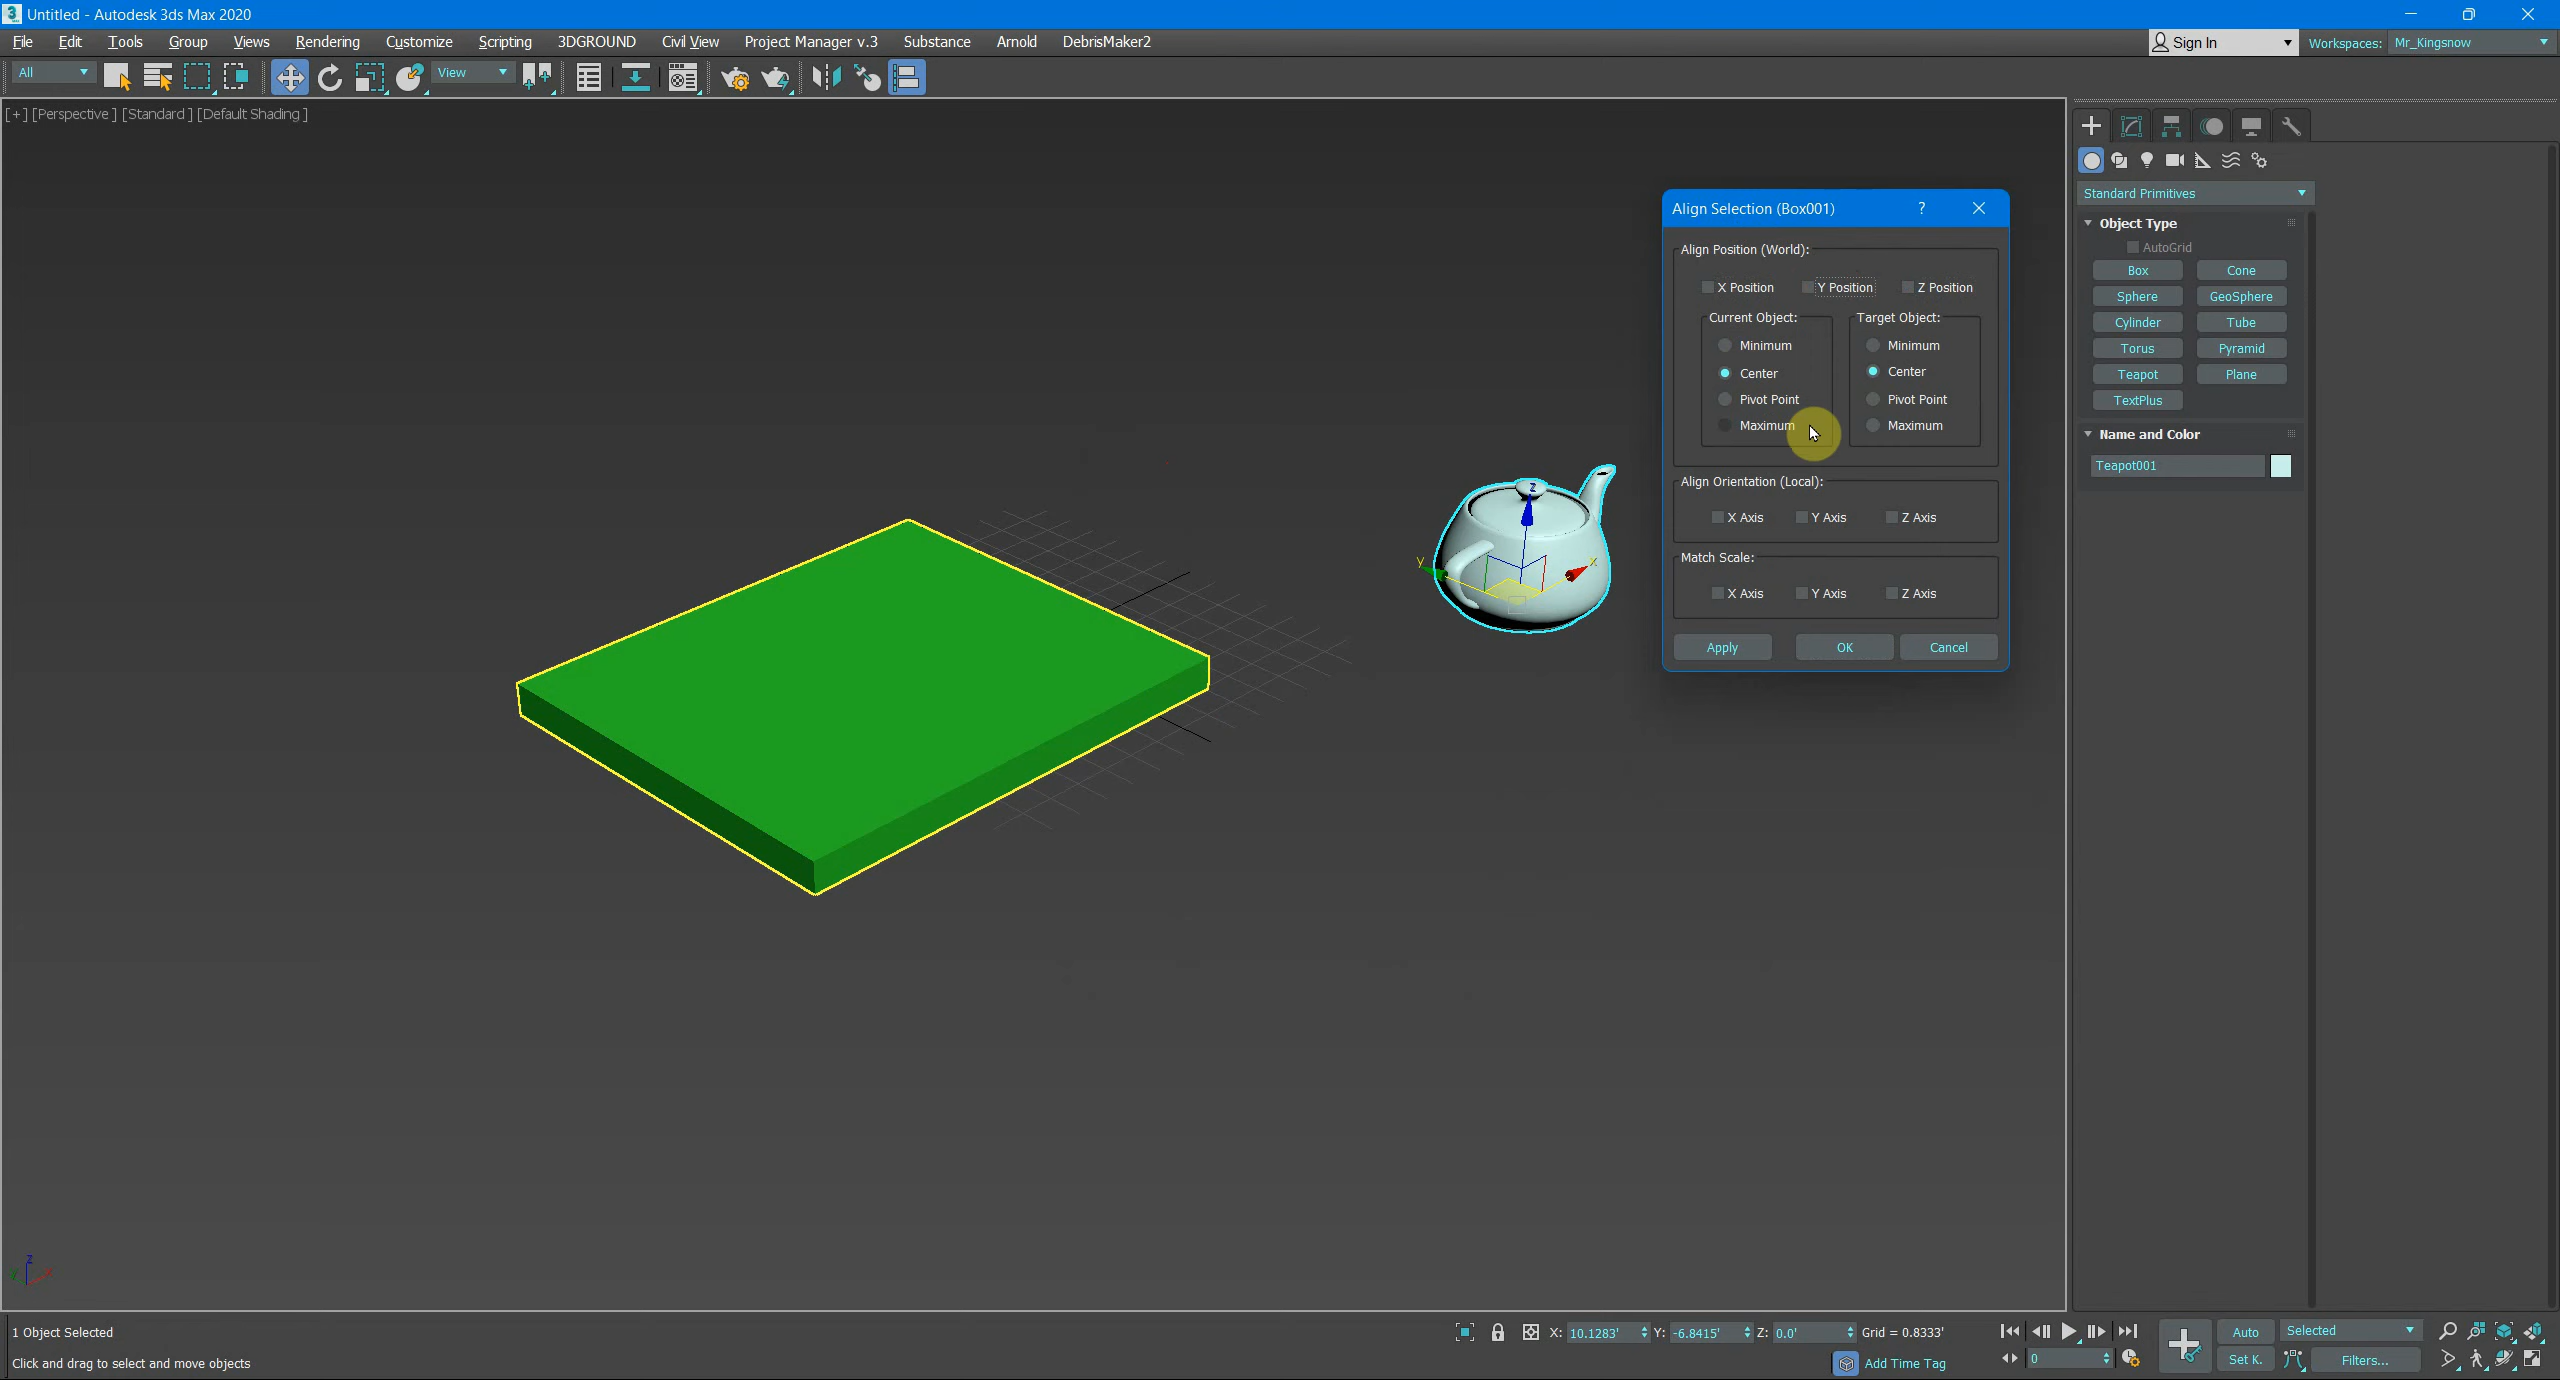 Untitled - Autodesk 3ds Max 2020
File Edit Tools Group Views Rendering Customize Scripting 3DGROUND Civil View Project Manager v.3 Substance Arnold DebrisMaker2
Sign In Workspaces: Mr_Kingsnow
All View
[+] [Perspective ] [Standard ] [Default Shading ]
Standard Primitives
Object Type
AutoGrid
Box Cone
Sphere GeoSphere
Cylinder Tube
Torus Pyramid
Teapot Plane
TextPlus
Name and Color
Teapot001
Align Selection (Box001) ?
Align Position (World):
X Position Y Position Z Position
Current Object: Target Object:
Minimum Minimum
Center Center
Pivot Point Pivot Point
Maximum Maximum
Align Orientation (Local):
X Axis Y Axis Z Axis
Match Scale:
X Axis Y Axis Z Axis
Apply OK Cancel
z
y x
z
y x
1 Object Selected
X: 10.1283' Y: -6.8415' Z: 0.0' Grid = 0.8333'
Auto Selected
Click and drag to select and move objects
Add Time Tag
0
Set K. Filters...